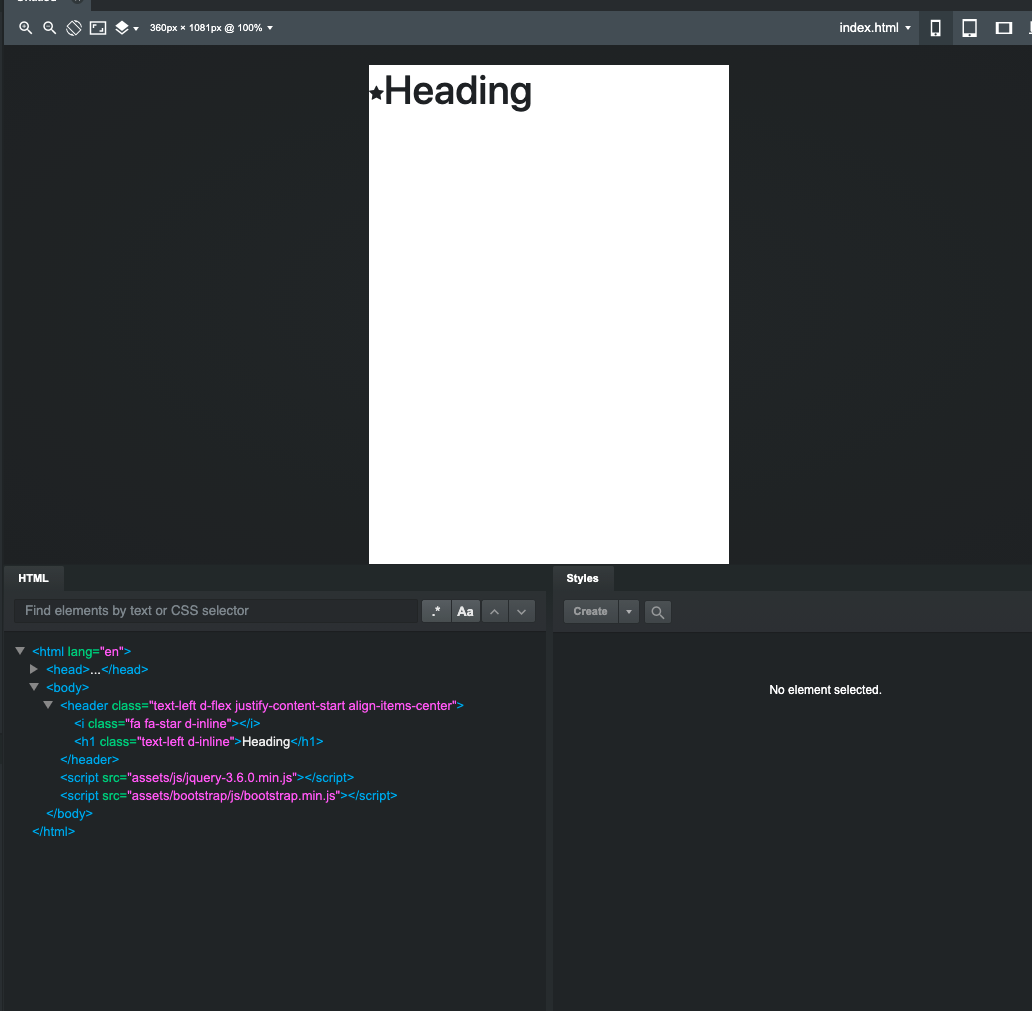 360px × 1081px @ 100%
index.html
Heading
HTML
Find elements by text or CSS selector
.*
Aa
<html lang="en">
<head>...</head>
<body>
<header class="text-left d-flex justify-content-start align-items-center">
<i class="fa fa-star d-inline"></i>
<h1 class="text-left d-inline">Heading</h1>
</header>
<script src="assets/js/jquery-3.6.0.min.js"></script>
<script src="assets/bootstrap/js/bootstrap.min.js"></script>
</body>
</html>
Styles
Create
No element selected.